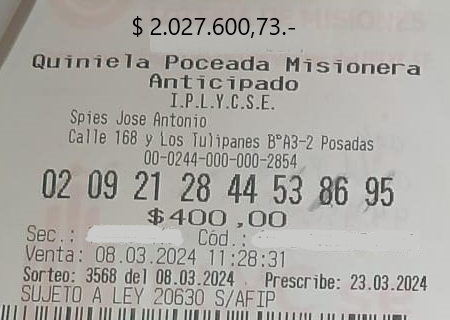 $ 2.027.600,73.-
Quiniela Poceada Misionera
Anticipado
I.P.L.Y.C.S.E.
Spies Jose Antonio
Calle 168 y Los Tulipanes BºA3-2 Posadas
00-0244-000-000-2854
02 09 21 28 44 53 86 95
$400,00
Sec.: Cód.:
Venta: 08.03.2024 11:28:31
Sorteo: 3568 del 08.03.2024 Prescribe: 23.03.2024
SUJETO A LEY 20630 S/AFIP